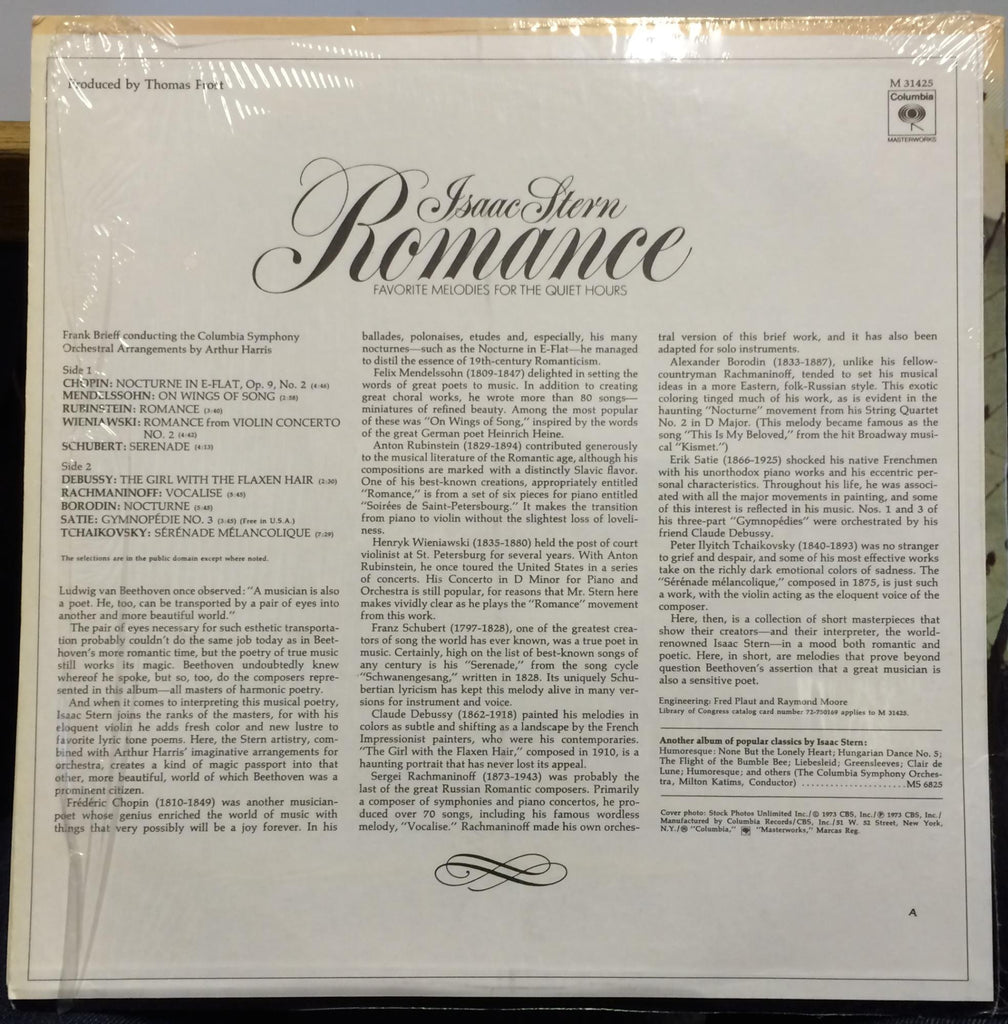 Produced by Thomas Frost
M 31425
Columbia
MASTERWORKS
Isaac Stern
Romance
FAVORITE MELODIES FOR THE QUIET HOURS
Frank Brieff conducting the Columbia Symphony
Orchestral Arrangements by Arthur Harris
Side 1
CHOPIN: NOCTURNE IN E-FLAT, Op. 9, No. 2 (4:46)
MENDELSSOHN: ON WINGS OF SONG (2:58)
RUBINSTEIN: ROMANCE (3:40)
WIENIAWSKI: ROMANCE from VIOLIN CONCERTO
NO. 2 (4:42)
SCHUBERT: SERENADE (4:13)
Side 2
DEBUSSY: THE GIRL WITH THE FLAXEN HAIR (2:30)
RACHMANINOFF: VOCALISE (3:45)
BORODIN: NOCTURNE (5:48)
SATIE: GYMNOPÉDIE NO. 3 (3:45) (Free in U.S.A.)
TCHAIKOVSKY: SÉRÉNADE MÉLANCOLIQUE (7:29)
The selections are in the public domain except where noted.
Ludwig van Beethoven once observed: "A musician is also
a poet. He, too, can be transported by a pair of eyes into
another and more beautiful world."
The pair of eyes necessary for such esthetic transporta-
tion probably couldn't do the same job today as in Beet-
hoven's more romantic time, but the poetry of true music
still works its magic. Beethoven undoubtedly knew
whereof he spoke, but so, too, do the composers repre-
sented in this album—all masters of harmonic poetry.
And when it comes to interpreting this musical poetry,
Isaac Stern joins the ranks of the masters, for with his
eloquent violin he adds fresh color and new lustre to
favorite lyric tone poems. Here, the Stern artistry, com-
bined with Arthur Harris' imaginative arrangements for
orchestra, creates a kind of magic passport into that
other, more beautiful, world of which Beethoven was a
prominent citizen.
Frédéric Chopin (1810-1849) was another musician-
poet whose genius enriched the world of music with
things that very possibly will be a joy forever. In his
ballades, polonaises, etudes and, especially, his many
nocturnes—such as the Nocturne in E-Flat—he managed
to distil the essence of 19th-century Romanticism.
Felix Mendelssohn (1809-1847) delighted in setting the
words of great poets to music. In addition to creating
great choral works, he wrote more than 80 songs—
miniatures of refined beauty. Among the most popular
of these was "On Wings of Song," inspired by the words
of the great German poet Heinrich Heine.
Anton Rubinstein (1829-1894) contributed generously
to the musical literature of the Romantic age, although his
compositions are marked with a distinctly Slavic flavor.
One of his best-known creations, appropriately entitled
"Romance," is from a set of six pieces for piano entitled
"Soirées de Saint-Petersbourg." It makes the transition
from piano to violin without the slightest loss of loveli-
ness.
Henryk Wieniawski (1835-1880) held the post of court
violinist at St. Petersburg for several years. With Anton
Rubinstein, he once toured the United States in a series
of concerts. His Concerto in D Minor for Piano and
Orchestra is still popular, for reasons that Mr. Stern here
makes vividly clear as he plays the "Romance" movement
from this work.
Franz Schubert (1797-1828), one of the greatest crea-
tors of song the world has ever known, was a true poet in
music. Certainly, high on the list of best-known songs of
any century is his "Serenade," from the song cycle
"Schwanengesang," written in 1828. Its uniquely Schu-
bertian lyricism has kept this melody alive in many ver-
sions for instrument and voice.
Claude Debussy (1862-1918) painted his melodies in
colors as subtle and shifting as a landscape by the French
Impressionist painters, who were his contemporaries.
"The Girl with the Flaxen Hair," composed in 1910, is a
haunting portrait that has never lost its appeal.
Sergei Rachmaninoff (1873-1943) was probably the
last of the great Russian Romantic composers. Primarily
a composer of symphonies and piano concertos, he pro-
duced over 70 songs, including his famous wordless
melody, "Vocalise." Rachmaninoff made his own orches-
tral version of this brief work, and it has also been
adapted for solo instruments.
Alexander Borodin (1833-1887), unlike his fellow-
countryman Rachmaninoff, tended to set his musical
ideas in a more Eastern, folk-Russian style. This exotic
coloring tinged much of his work, as is evident in the
haunting "Nocturne" movement from his String Quartet
No. 2 in D Major. (This melody became famous as the
song "This Is My Beloved," from the hit Broadway musi-
cal "Kismet.")
Erik Satie (1866-1925) shocked his native Frenchmen
with his unorthodox piano works and his eccentric per-
sonal characteristics. Throughout his life, he was associ-
ated with all the major movements in painting, and some
of this interest is reflected in his music. Nos. 1 and 3 of
his three-part "Gymnopédies" were orchestrated by his
friend Claude Debussy.
Peter Ilyitch Tchaikovsky (1840-1893) was no stranger
to grief and despair, and some of his most effective works
take on the richly dark emotional colors of sadness. The
"Sérénade mélancolique," composed in 1875, is just such
a work, with the violin acting as the eloquent voice of the
composer.
Here, then, is a collection of short masterpieces that
show their creators—and their interpreter, the world-
renowned Isaac Stern—in a mood both romantic and
poetic. Here, in short, are melodies that prove beyond
question Beethoven's assertion that a great musician is
also a sensitive poet.
Engineering: Fred Plaut and Raymond Moore
Library of Congress catalog card number 72-750169 applies to M 31425.
Another album of popular classics by Isaac Stern:
Humoresque: None But the Lonely Heart; Hungarian Dance No. 5;
The Flight of the Bumble Bee; Liebesleid; Greensleeves; Clair de
Lune; Humoresque; and others (The Columbia Symphony Orches-
tra, Milton Katims, Conductor) ........................MS 6825
Cover photo: Stock Photos Unlimited Inc./© 1973 CBS, Inc./℗ 1973 CBS, Inc./
Manufactured by Columbia Records/CBS, Inc./51 W. 52 Street, New York,
N.Y./® "Columbia," "Masterworks," Marcas Reg.
A